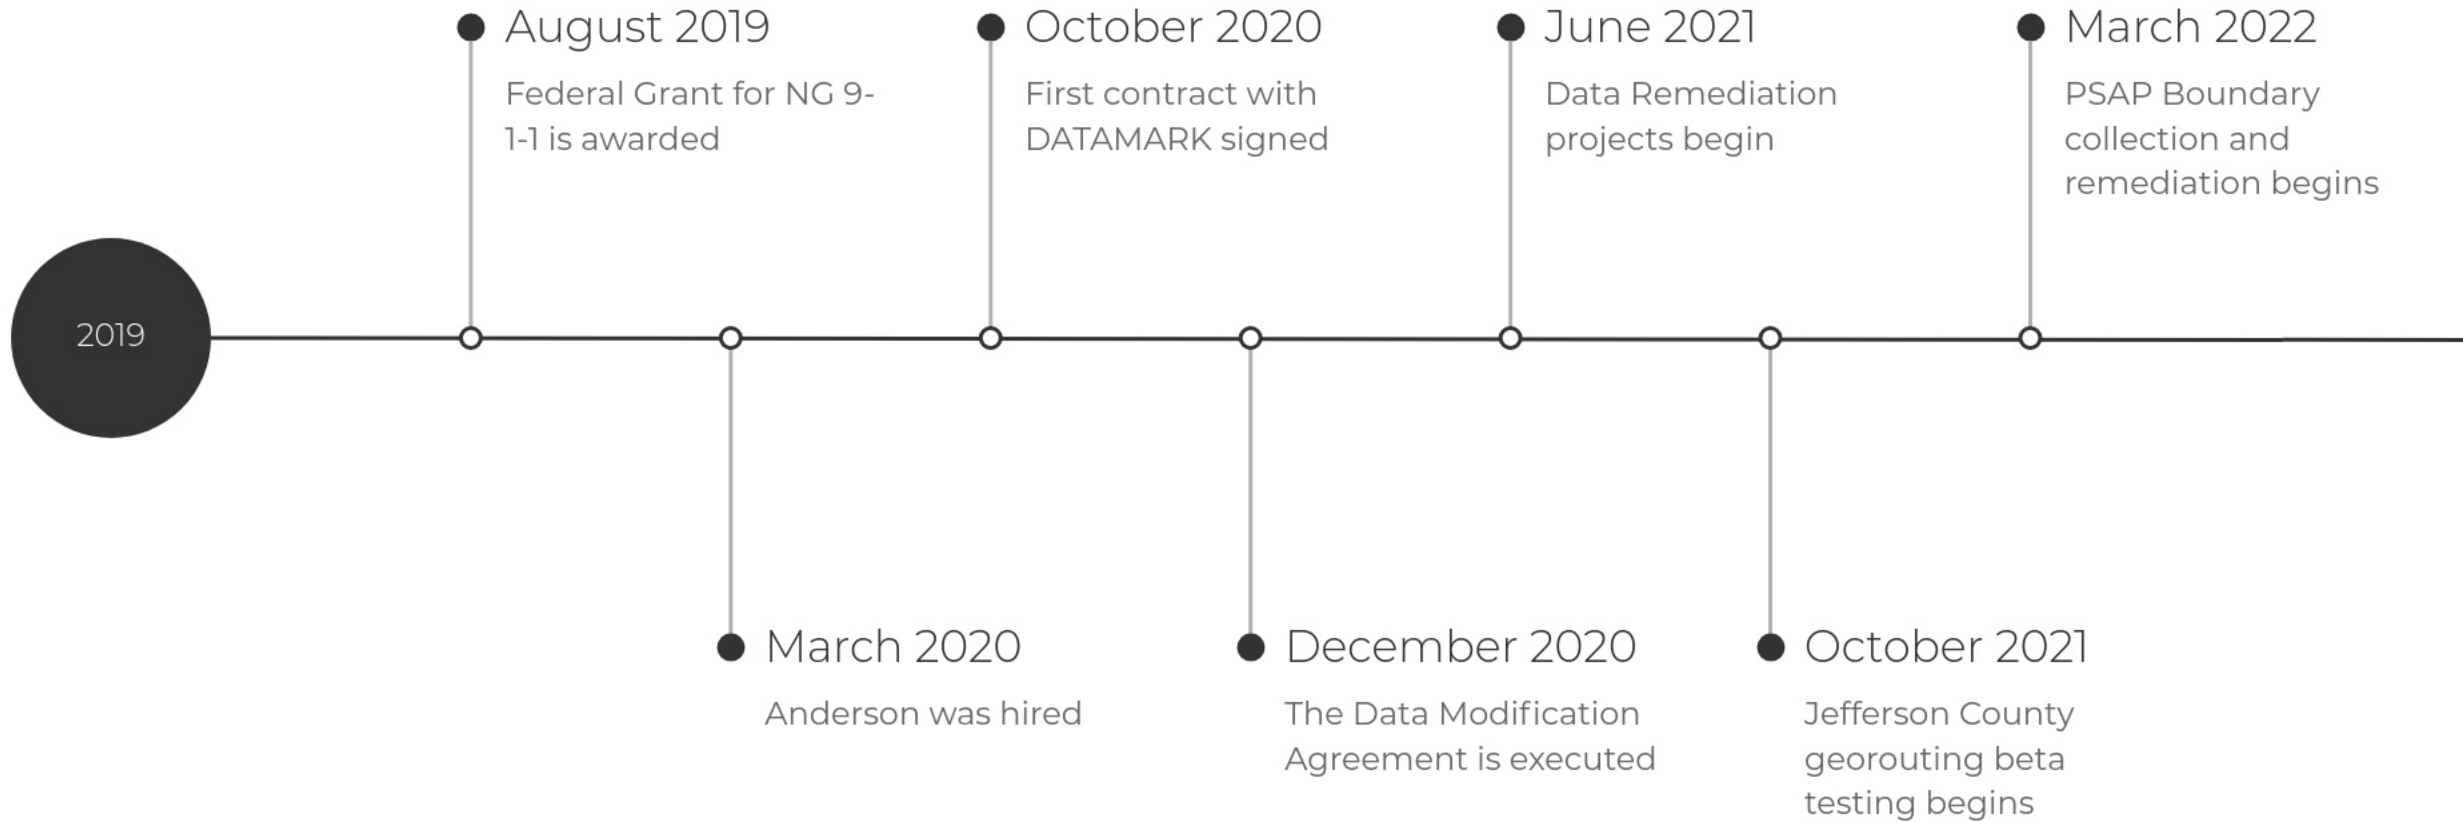 2019
August 2019
Federal Grant for NG 9-
1-1 is awarded
March 2020
Anderson was hired
October 2020
First contract with
DATAMARK signed
December 2020
The Data Modification
Agreement is executed
June 2021
Data Remediation
projects begin
October 2021
Jefferson County
georouting beta
testing begins
March 2022
PSAP Boundary
collection and
remediation begins